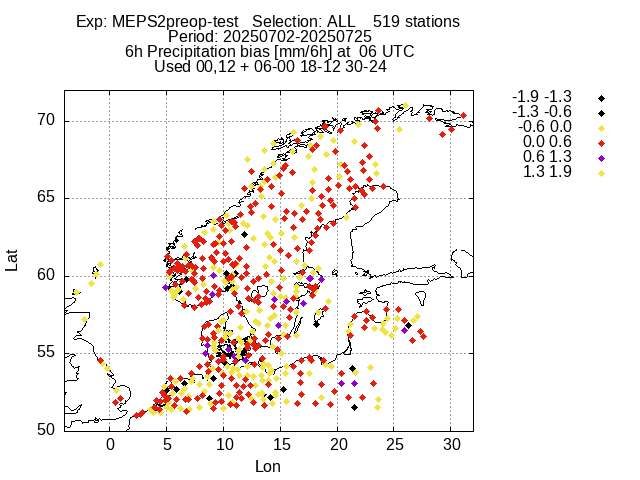 Exp: MEPS2preop-test   Selection: ALL    519 stations
Period: 20250702-20250725
6h Precipitation bias [mm/6h] at  06 UTC
Used 00,12 + 06-00 18-12 30-24
-1.9 -1.3
-1.3 -0.6
-0.6 0.0
0.0 0.6
0.6 1.3
1.3 1.9
70
65
60
55
50
Lat
0 5 10 15 20 25 30
Lon